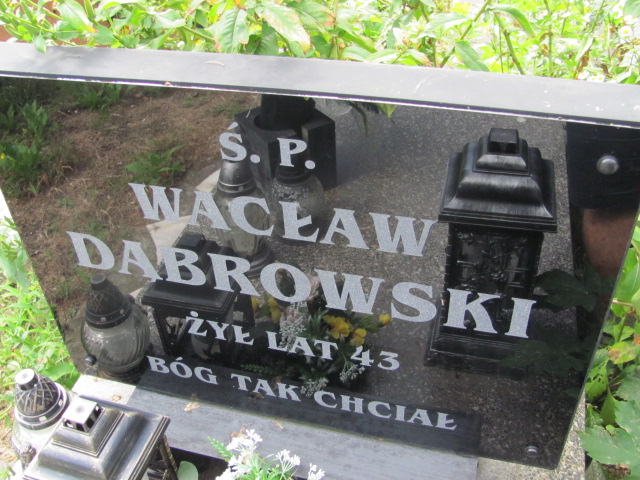 Ś. P.
WACŁAW
DĄBROWSKI
ŻYŁ LAT 43
BÓG TAK CHCIAŁ